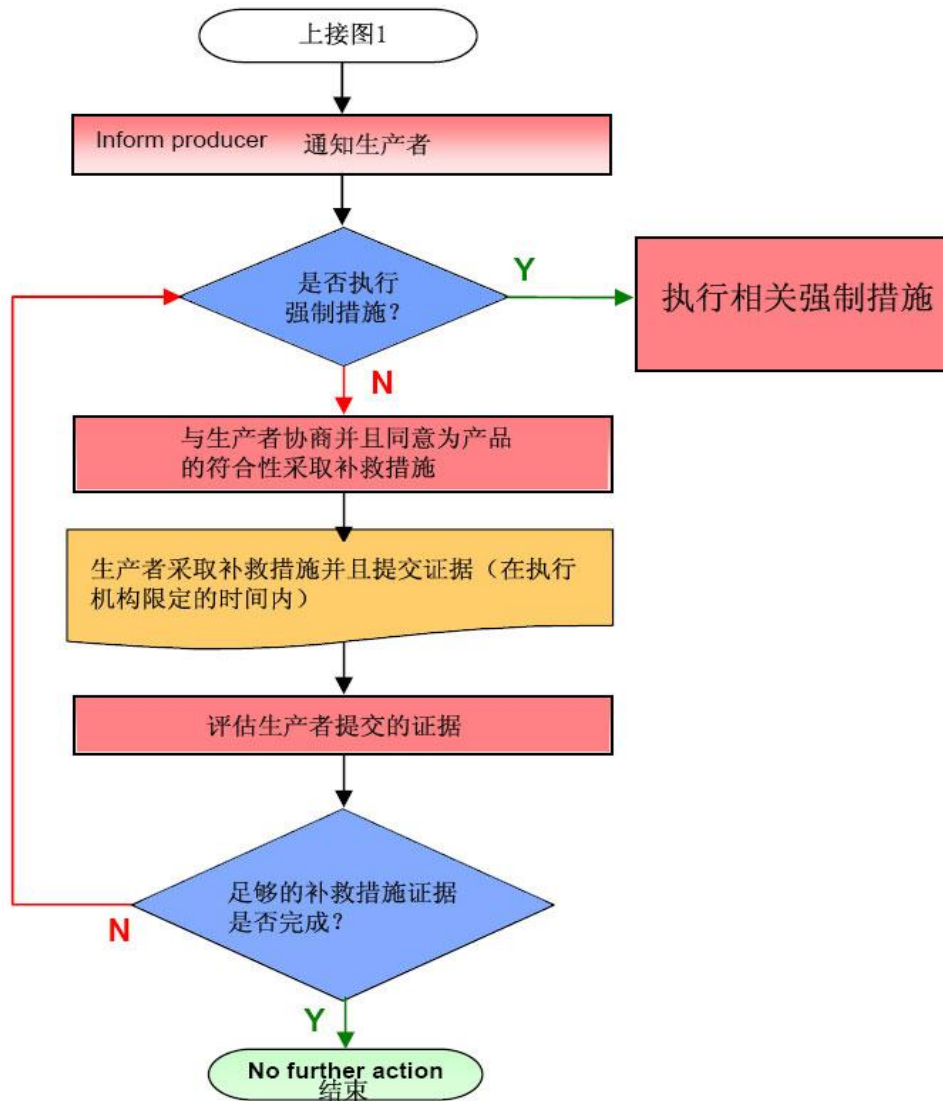 上接图1
Inform producer 通知生产者
是否执行
强制措施？
Y
执行相关强制措施
N
与生产者协商并且同意为产品
的符合性采取补救措施
生产者采取补救措施并且提交证据（在执行
机构限定的时间内）
评估生产者提交的证据
足够的补救措施证据
是否完成？
N
Y
No further action
结束